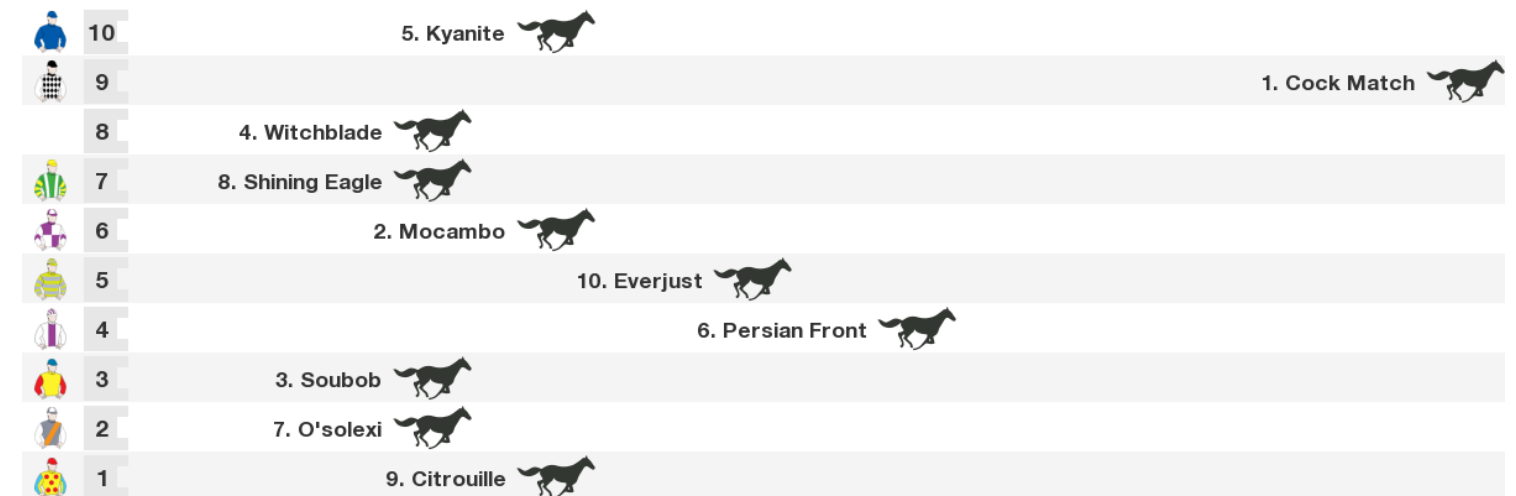 10 5. Kyanite
9 1. Cock Match
8 4. Witchblade
7 8. Shining Eagle
6 2. Mocambo
5 10. Everjust
4 6. Persian Front
3 3. Soubob
2 7. O'solexi
1 9. Citrouille